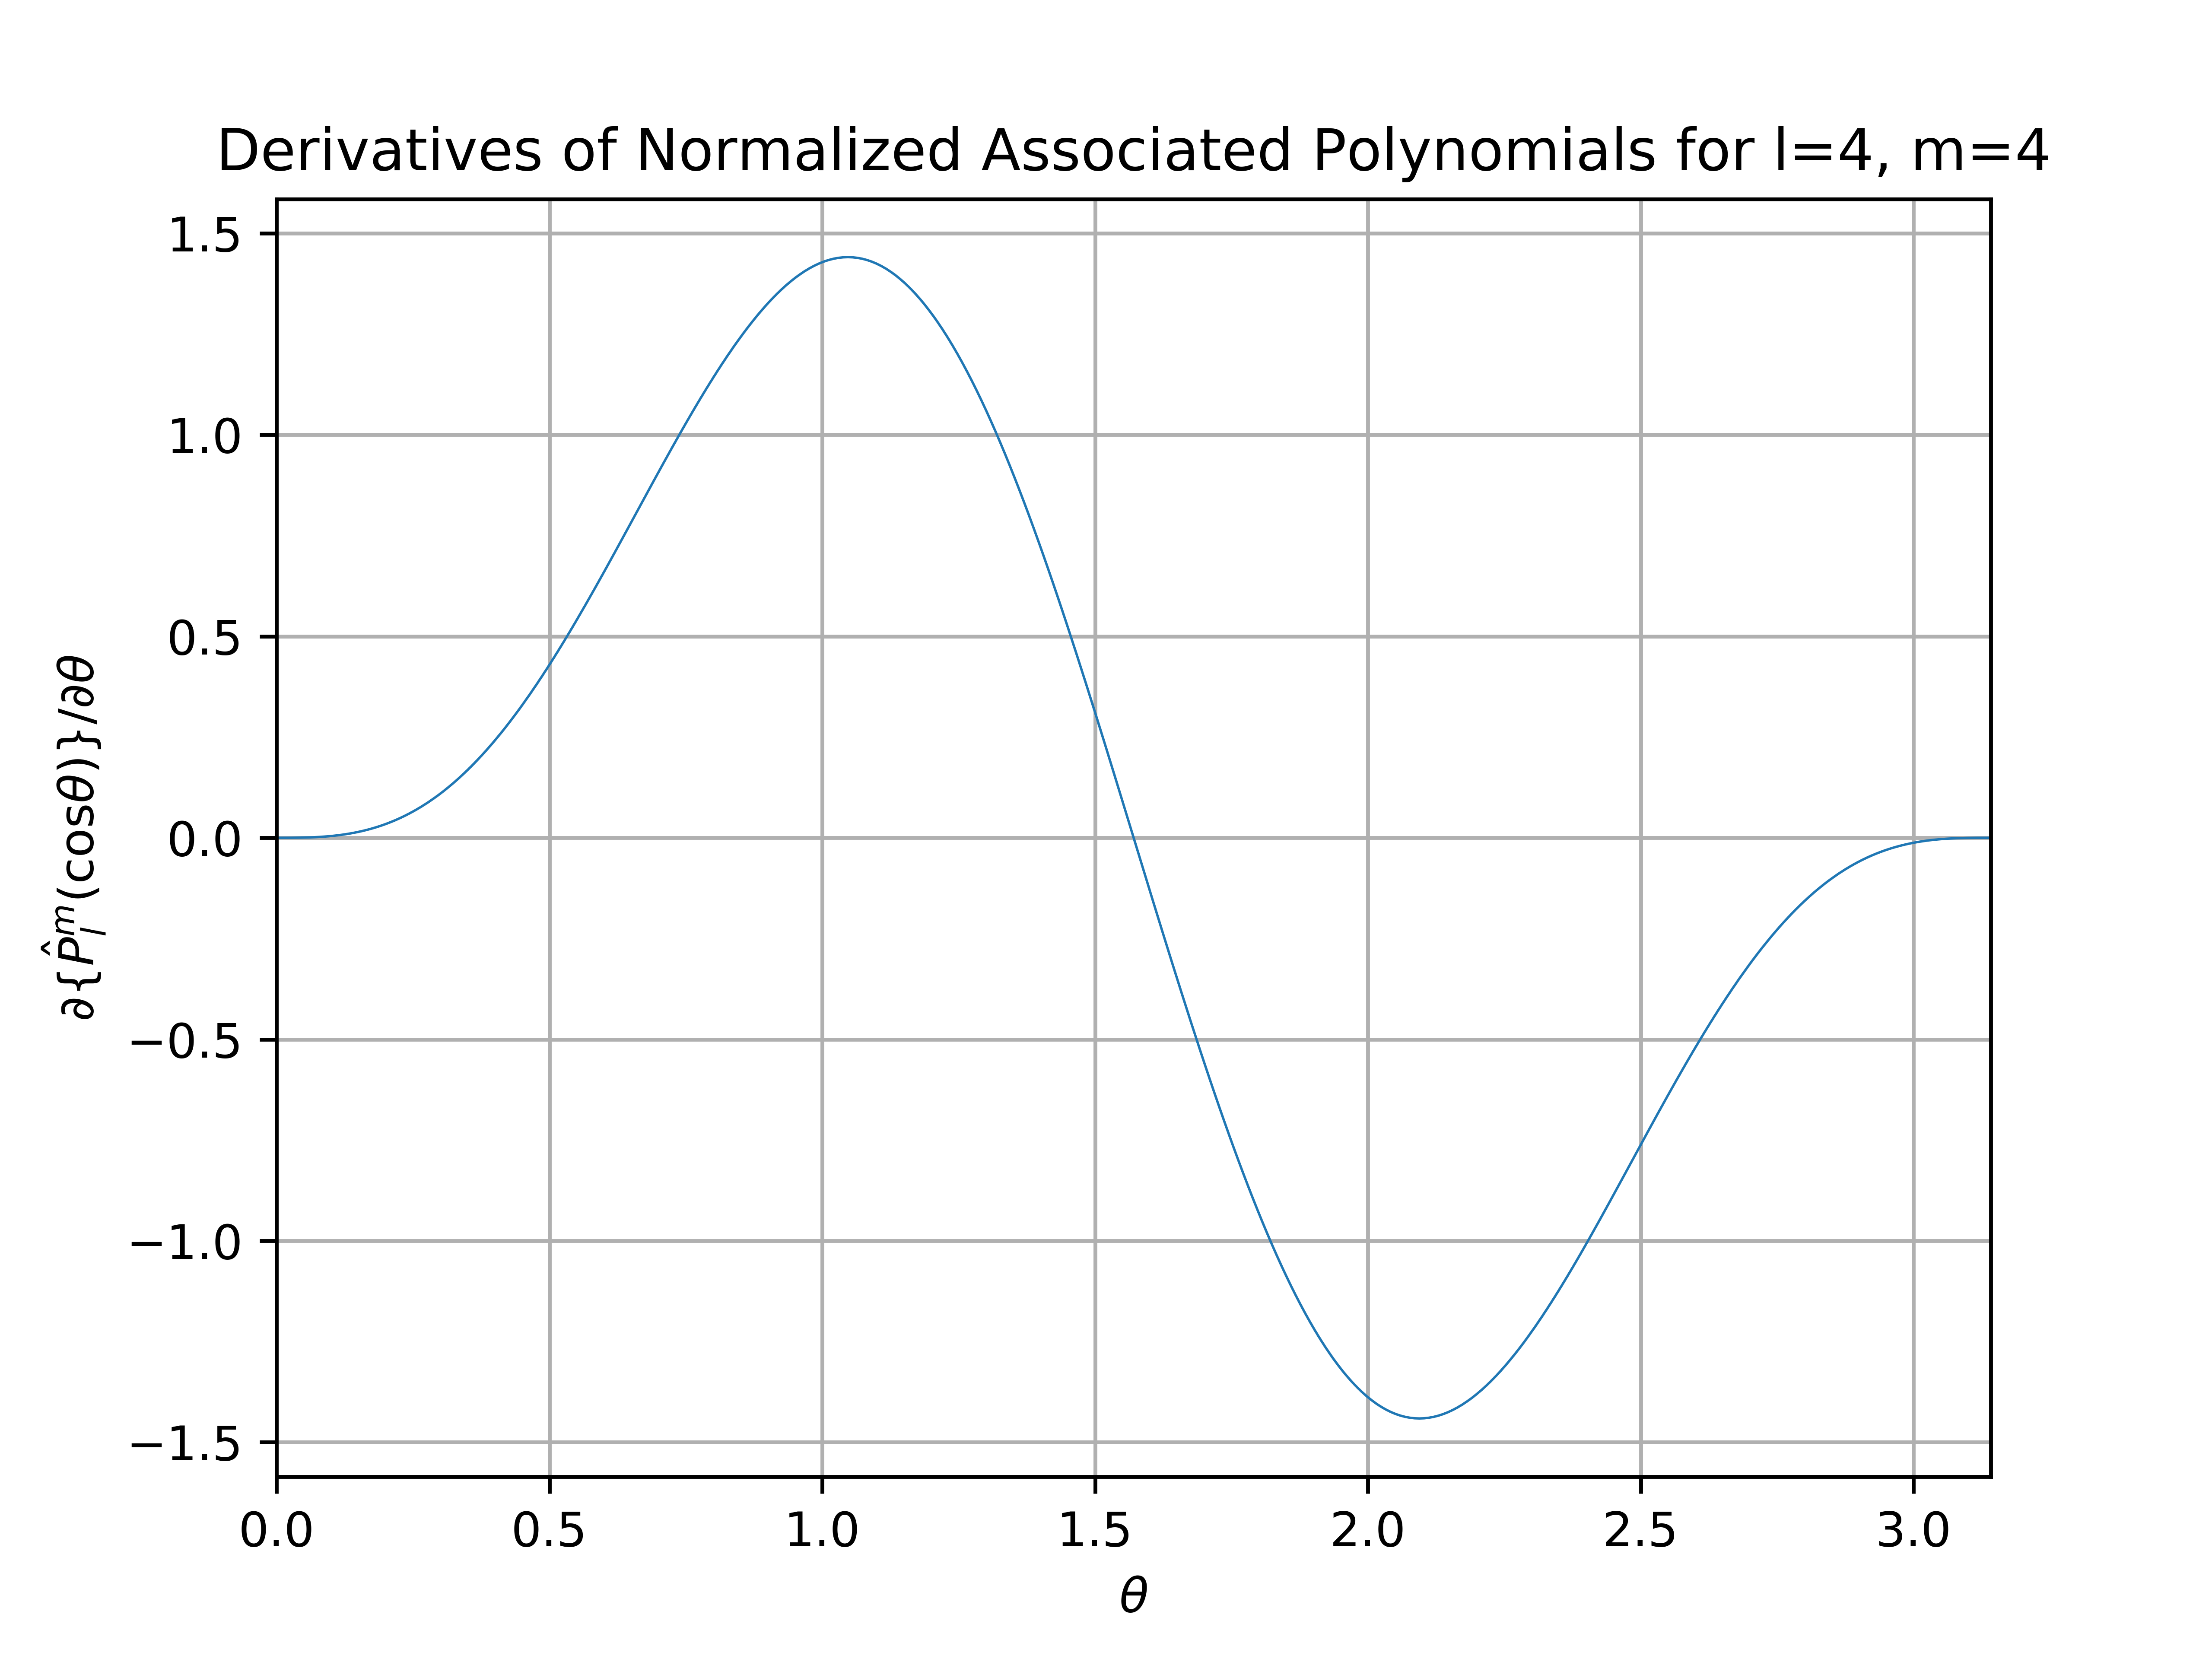 Derivatives of Normalized Associated Polynomials for l=4, m=4
1.5
1.0
0.5
0.0
−0.5
−1.0
−1.5
∂{P̂ₗᵐ(cosθ)}/∂θ
0.0 0.5 1.0 1.5 2.0 2.5 3.0
θ